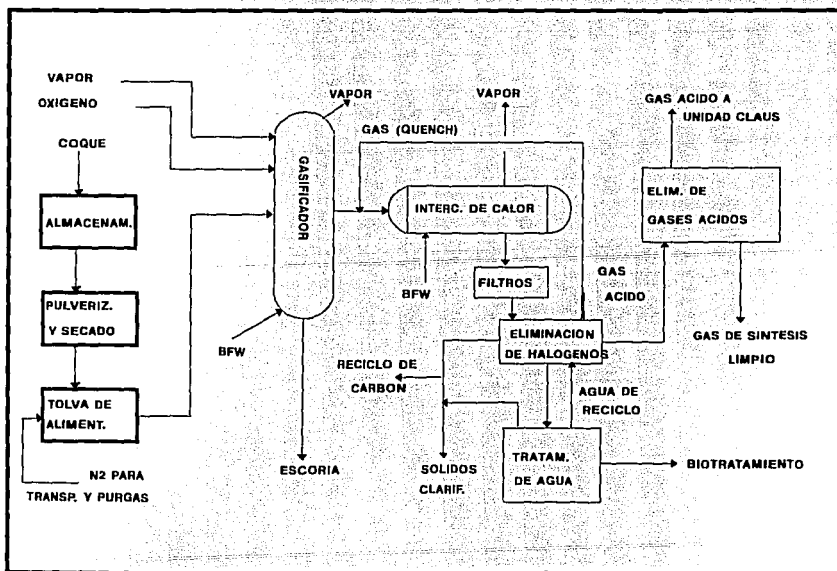 VAPOR
OXIGENO
COQUE
ALMACENAM.
PULVERIZ.
Y SECADO
TOLVA DE
ALIMENT.
N2 PARA
TRANSP. Y PURGAS
BFW
GASIFICADOR
VAPOR
ESCORIA
GAS (QUENCH)
VAPOR
INTERC. DE CALOR
BFW
FILTROS
ELIMINACION
DE HALOGENOS
RECICLO DE
CARBON
AGUA DE
RECICLO
SOLIDOS
CLARIF.
TRATAM.
DE AGUA
BIOTRATAMIENTO
GAS
ACIDO
GAS ACIDO A
UNIDAD CLAUS
ELIM. DE
GASES ACIDOS
GAS DE SINTESIS
LIMPIO